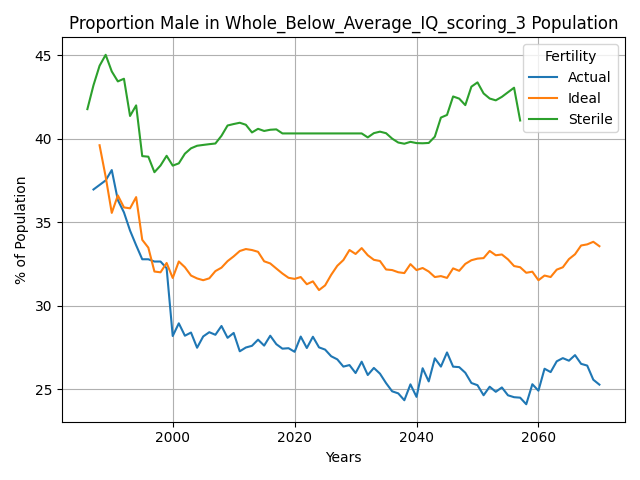 Proportion Male in Whole_Below_Average_IQ_scoring_3 Population
Fertility
Actual
Ideal
Sterile
% of Population
45
40
35
30
25
2000
2020
2040
2060
Years